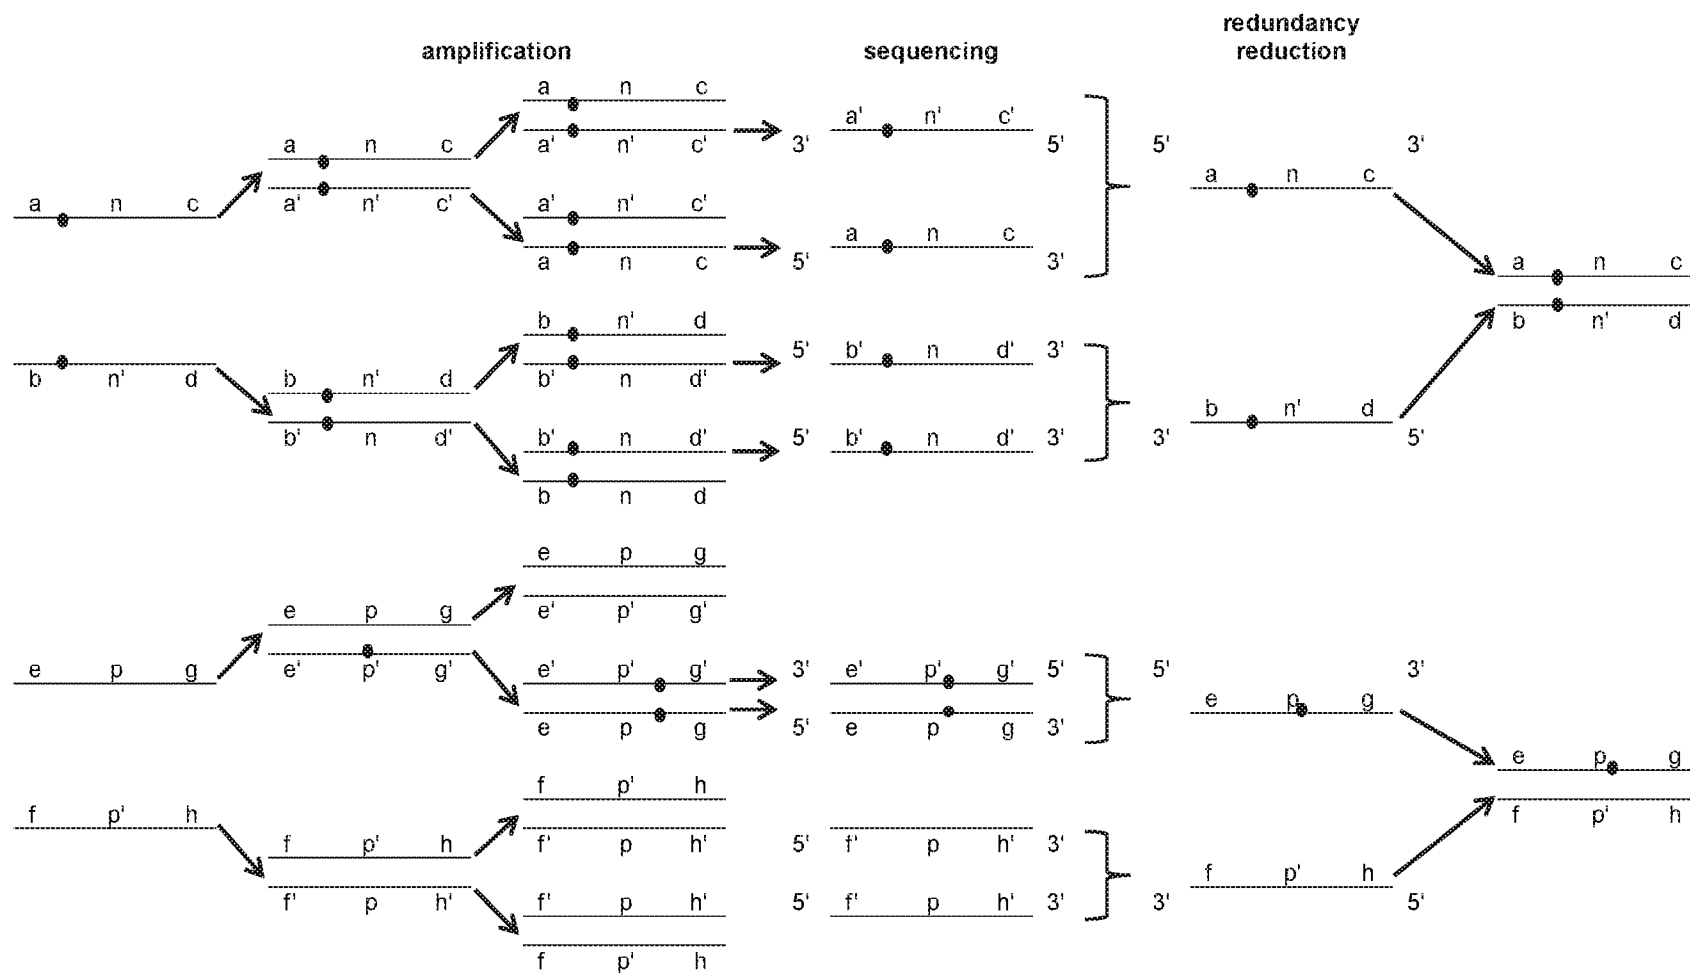 redundancy
amplification sequencing reduction
a n c
a' n' c'
a n c
a' n' c'
3'
5'
5'
3'
a n c
a n c
a n c
a' n' c'
a' n' c'
a n c
a n c
5'
3'
a n c
b n' d
b n' d
5'
b' n d'
3'
b n' d
b n' d
b' n d'
b' n d'
b n' d
b' n d'
5'
b' n d'
b' n d'
3'
3'
5'
b n d
e p g
e p g
e' p' g'
e p g
e' p' g'
e' p' g'
3'
e' p' g'
5'
5'
3'
e p g
e p g
5'
e p g
3'
e p g
f p' h
f p' h
f p' h
f p' h
f' p h'
5'
f' p h'
3'
f p' h
f' p h'
f' p h'
5'
f' p h'
3'
3'
5'
f p' h